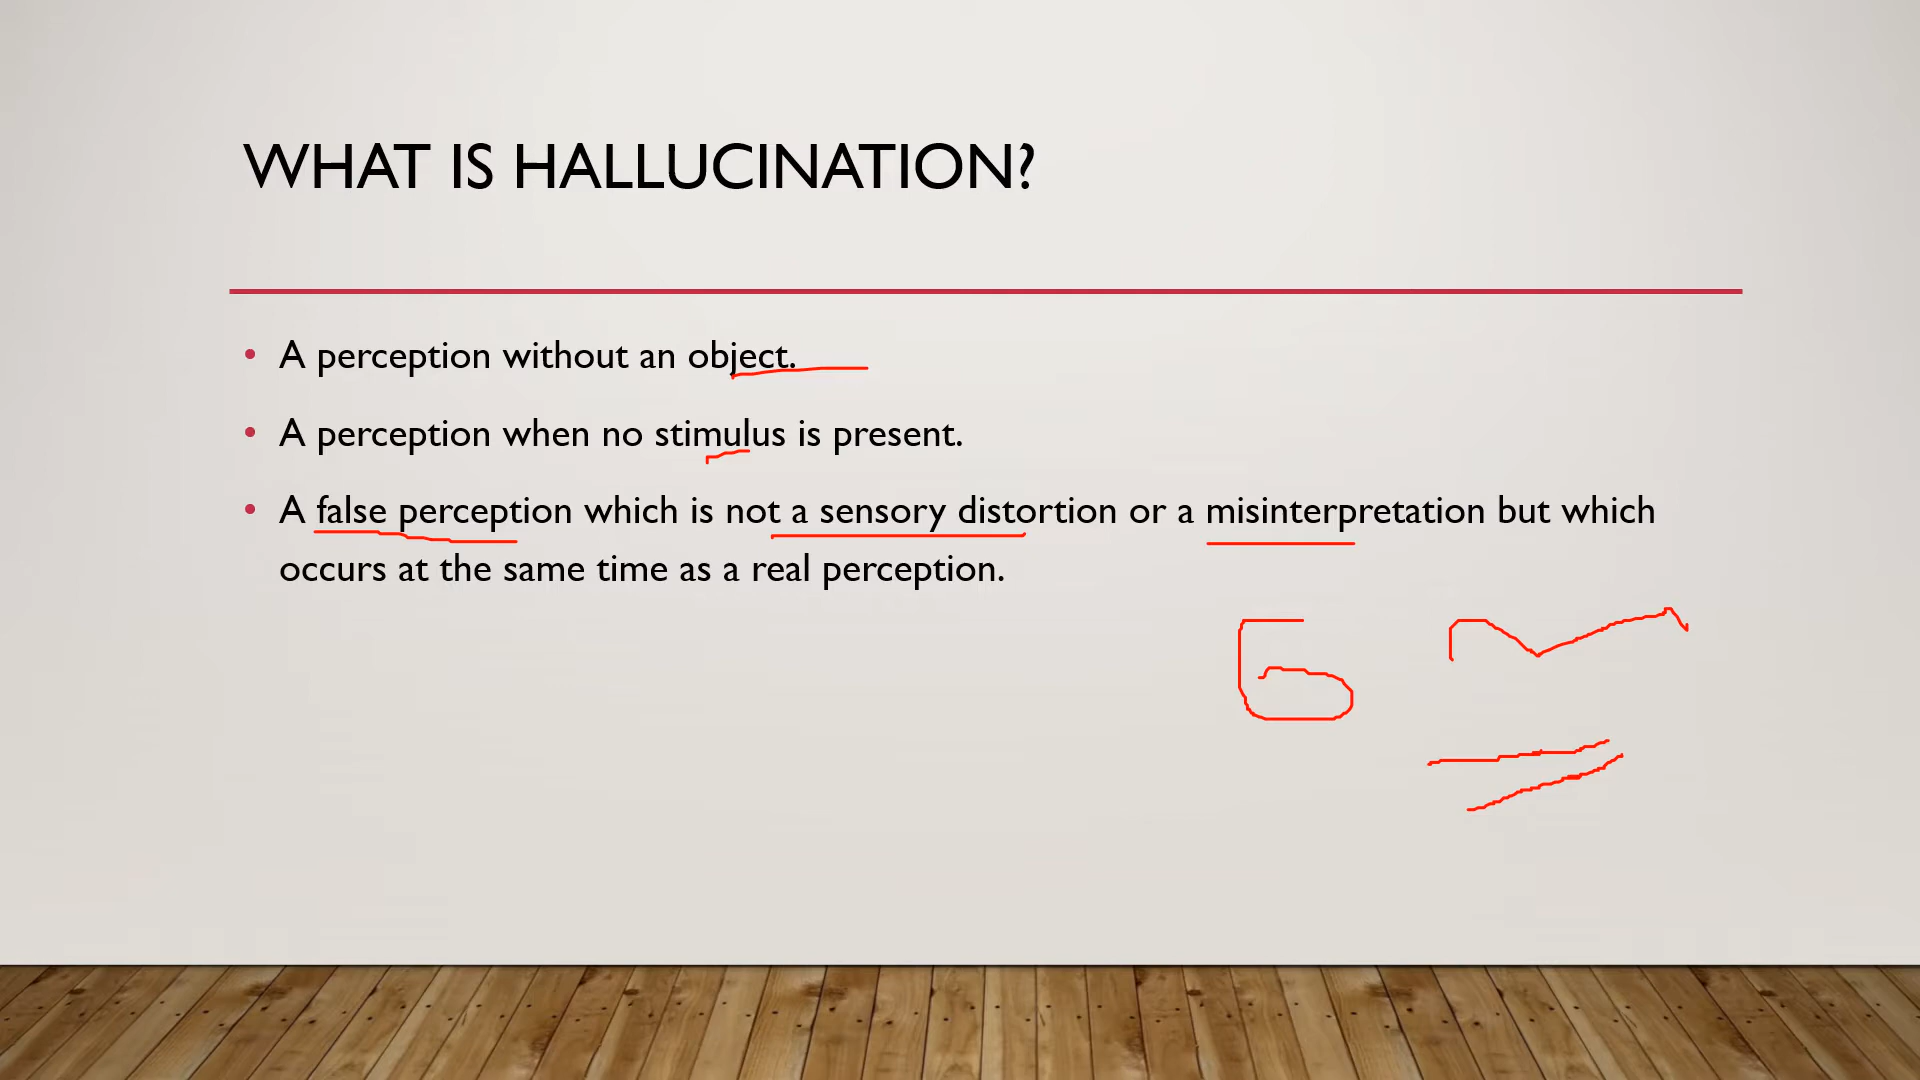 WHAT IS HALLUCINATION?
• A perception without an object.
• A perception when no stimulus is present.
• A false perception which is not a sensory distortion or a misinterpretation but which
occurs at the same time as a real perception.
5